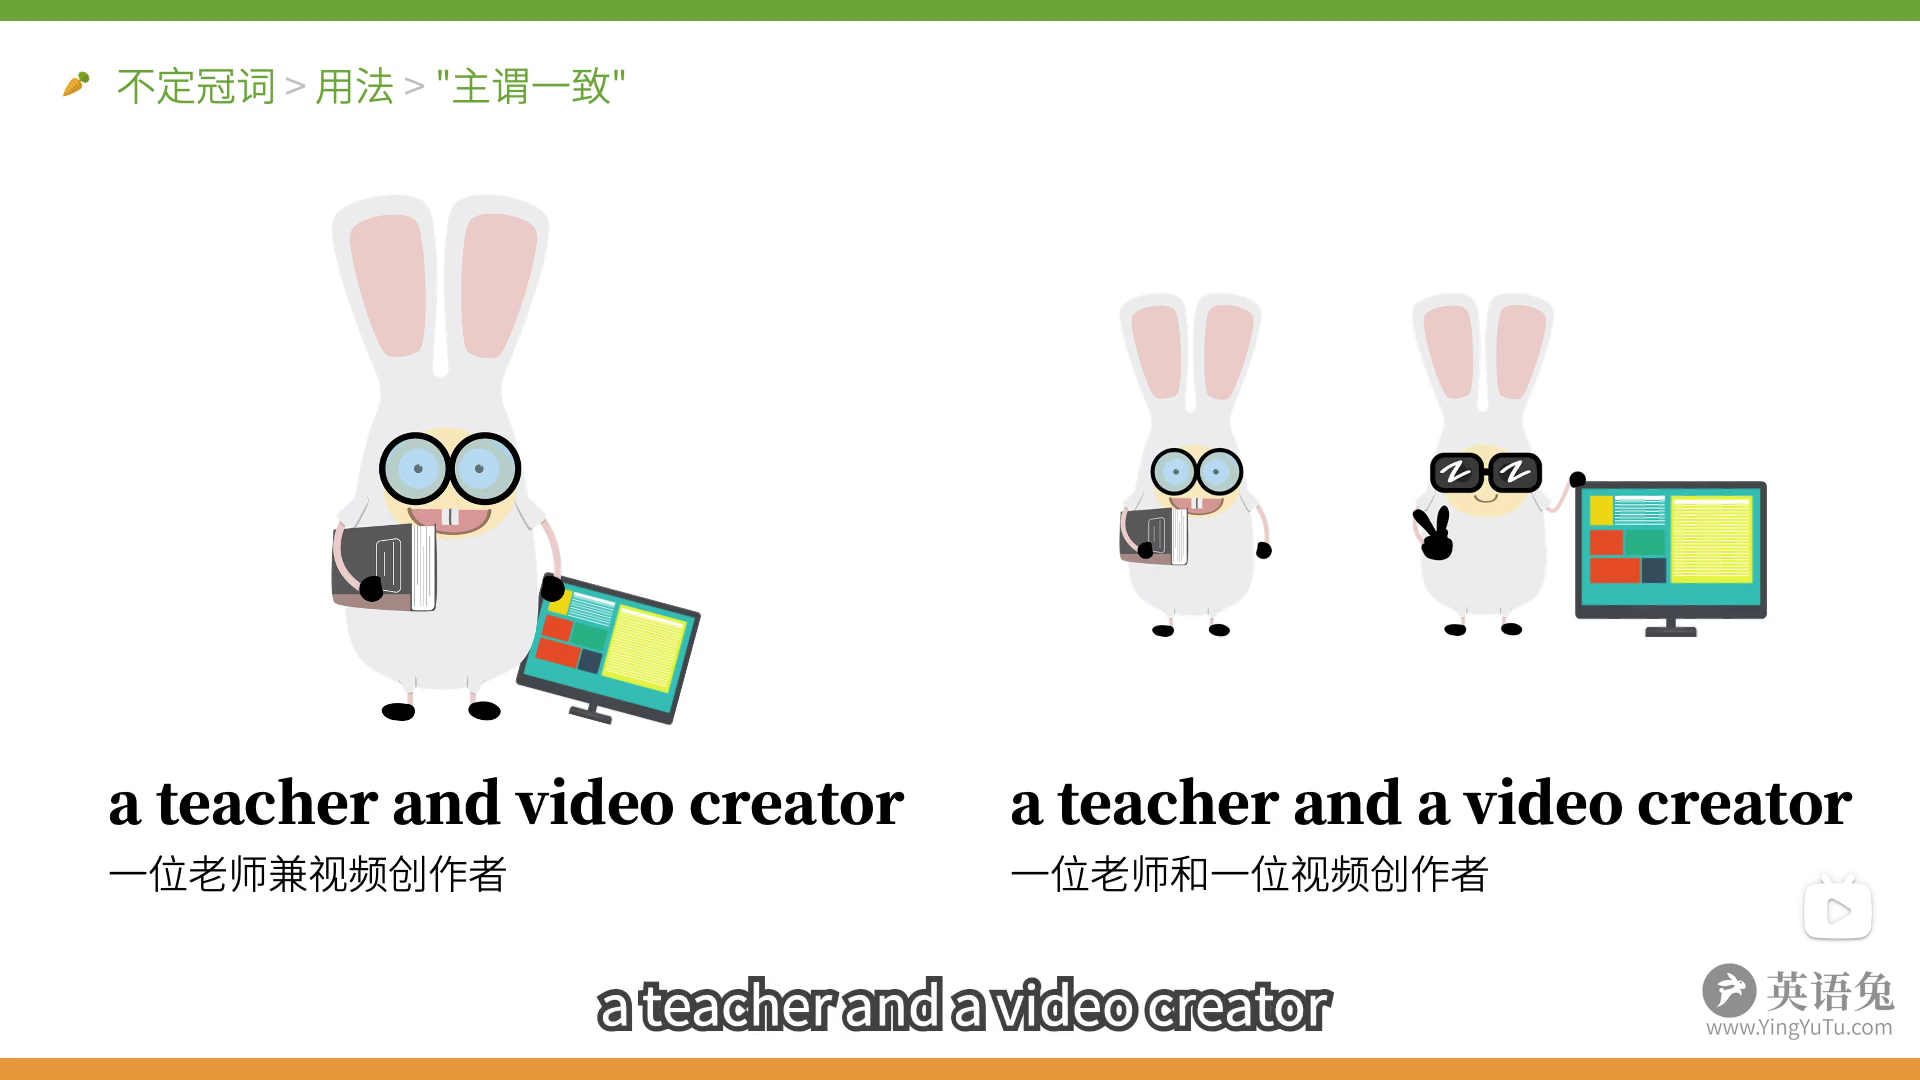 不定冠词 > 用法 > "主谓一致"
a teacher and video creator
一位老师兼视频创作者
a teacher and a video creator
一位老师和一位视频创作者
a teacher and a video creator
英语兔
www.YingYuTu.com